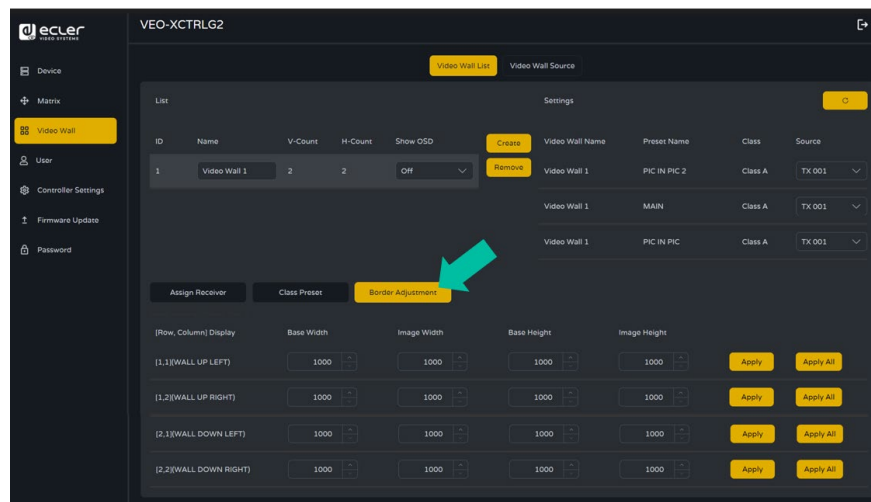 ecler
VIDEO SYSTEMS
VEO-XCTRLG2
Device
Matrix
Video Wall
User
Controller Settings
Firmware Update
Password
Video Wall List Video Wall Source
List
ID Name V-Count H-Count Show OSD Create
1 Video Wall 1 2 2 Off Remove
Settings
Video Wall Name Preset Name Class Source
Video Wall 1 PIC IN PIC 2 Class A TX 001
Video Wall 1 MAIN Class A TX 001
Video Wall 1 PIC IN PIC Class A TX 001
Assign Receiver Class Preset Border Adjustment
[Row, Column] Display Base Width Image Width Base Height Image Height
[1,1](WALL UP LEFT) 1000 1000 1000 1000 Apply Apply All
[1,2](WALL UP RIGHT) 1000 1000 1000 1000 Apply Apply All
[2,1](WALL DOWN LEFT) 1000 1000 1000 1000 Apply Apply All
[2,2](WALL DOWN RIGHT) 1000 1000 1000 1000 Apply Apply All